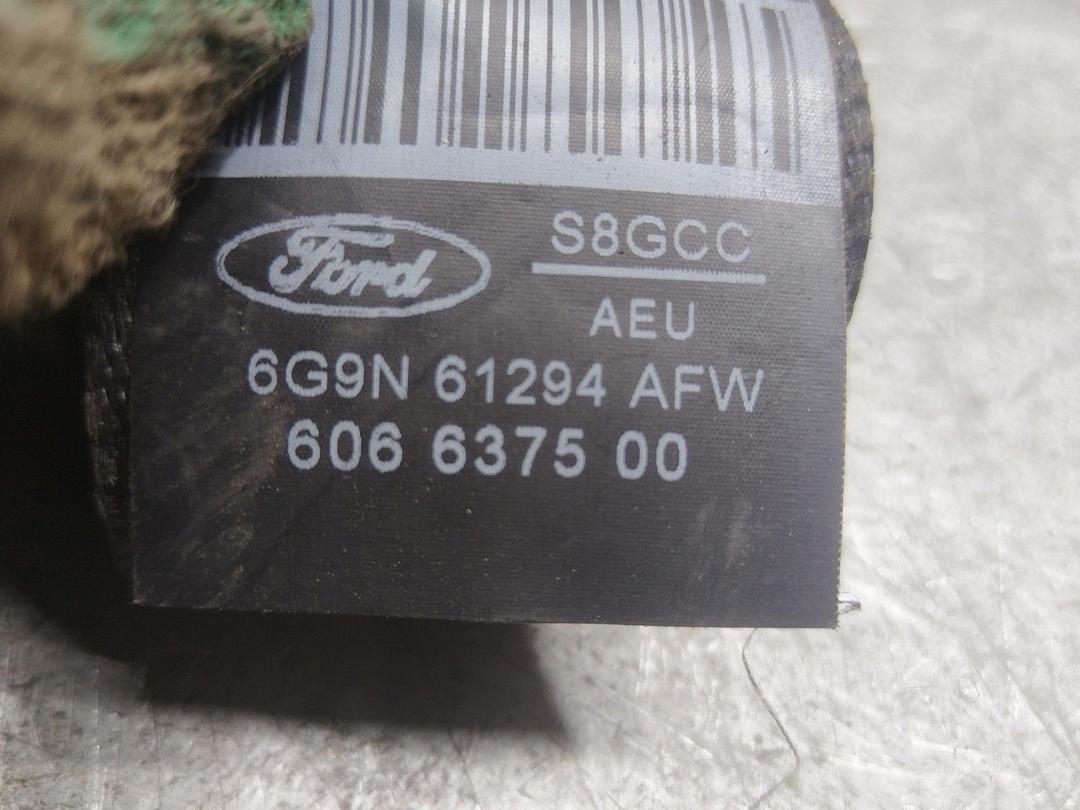 Ford
S8GCC
AEU
6G9N 61294 AFW
606 6375 00